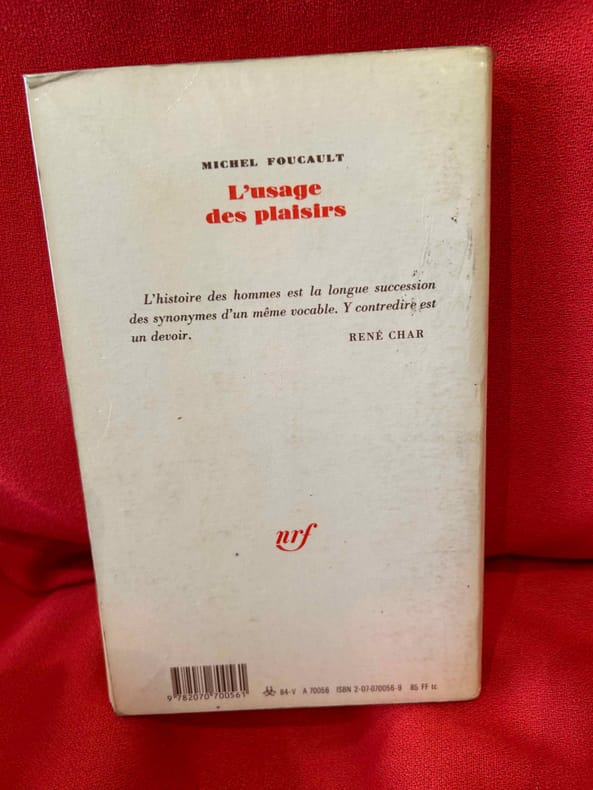 MICHEL FOUCAULT
L'usage
des plaisirs
L'histoire des hommes est la longue succession
des synonymes d'un même vocable. Y contredire est
un devoir. RENÉ CHAR
nrf
9 782070 700561 84-V A 70056 ISBN 2-07-070056-9 85 FF tc